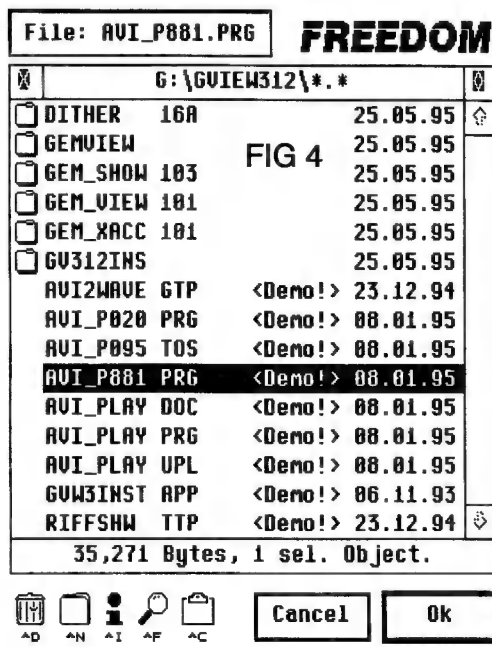 File: AVI_P881.PRG
FREEDOM
G:\GVIEW312\*.*
DITHER 16A 25.05.95
GEMVIEW 25.05.95
FIG 4
GEM_SHOW 103 25.05.95
GEM_VIEW 101 25.05.95
GEM_XACC 101 25.05.95
GV312INS 25.05.95
AVI2WAVE GTP <Demo!> 23.12.94
AVI_P020 PRG <Demo!> 08.01.95
AVI_P095 TOS <Demo!> 08.01.95
AVI_P881 PRG <Demo!> 08.01.95
AVI_PLAY DOC <Demo!> 08.01.95
AVI_PLAY PRG <Demo!> 08.01.95
AVI_PLAY UPL <Demo!> 08.01.95
GVW3INST APP <Demo!> 06.11.93
RIFFSHW TTP <Demo!> 23.12.94
35,271 Bytes, 1 sel. Object.
^D ^N ^I ^F ^C
Cancel
Ok